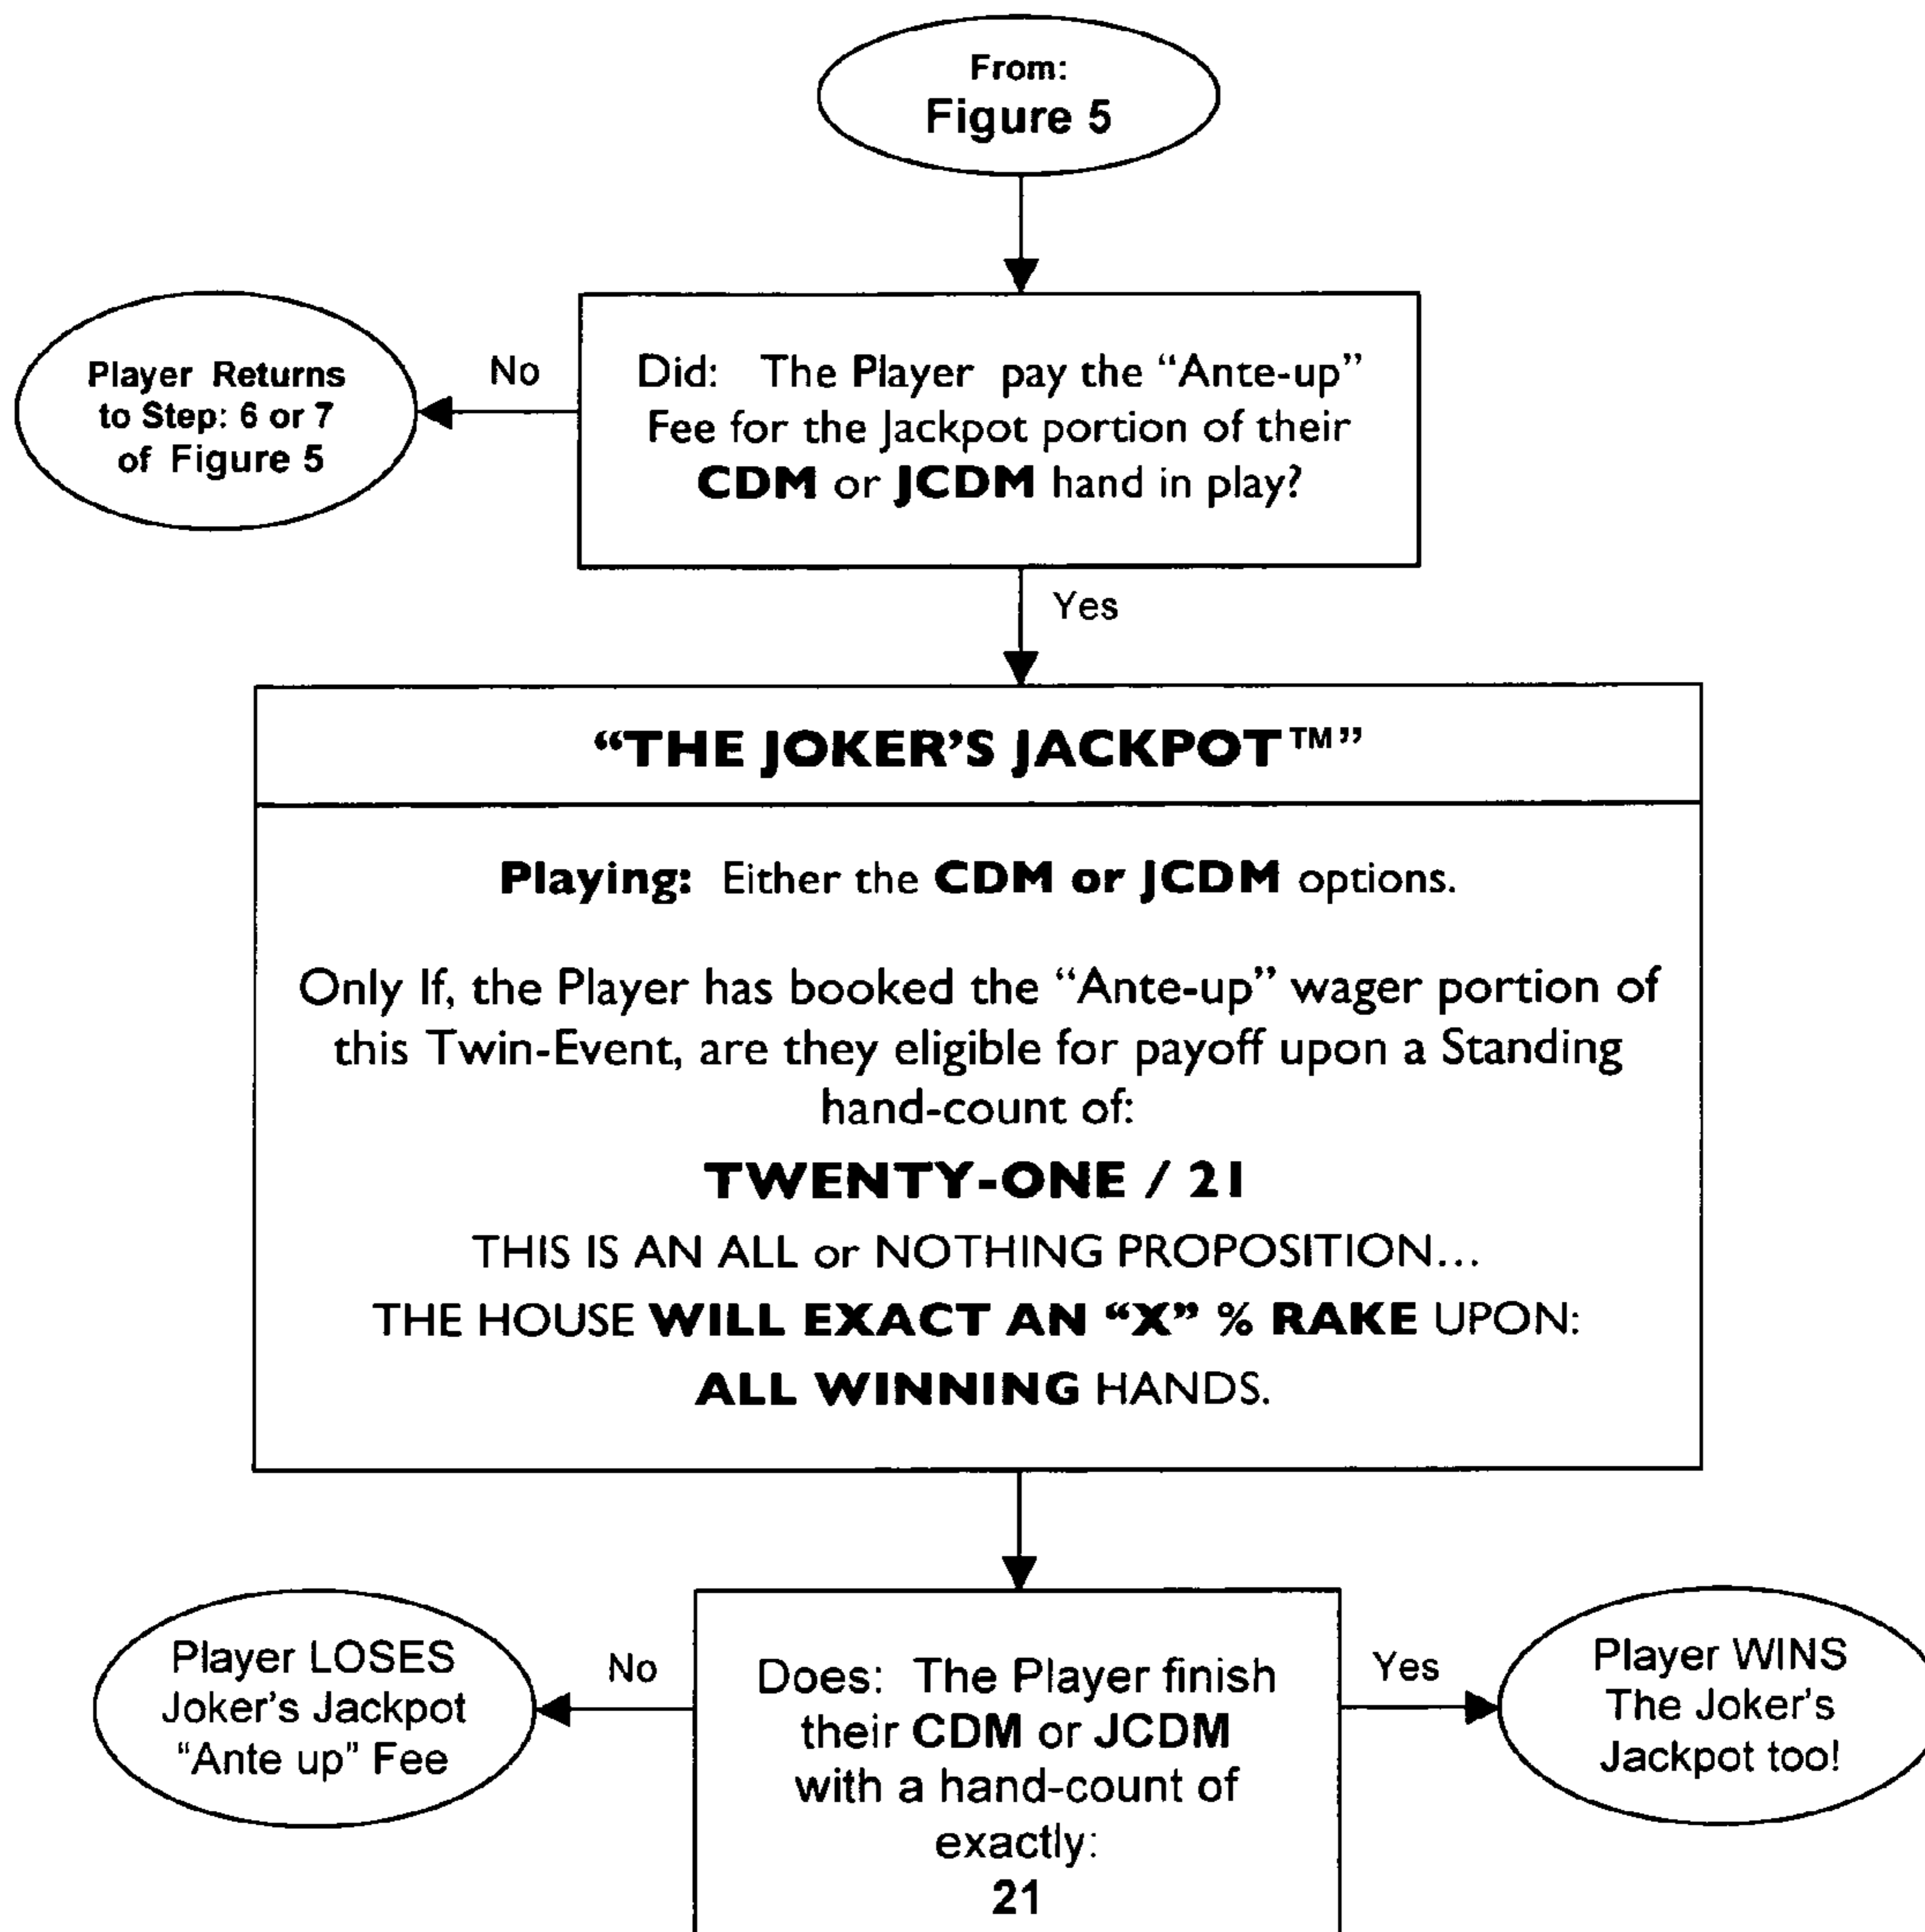 From:
Figure 5
Player Returns
to Step: 6 or 7
of Figure 5
No
Did: The Player pay the “Ante-up”
Fee for the Jackpot portion of their
CDM or JCDM hand in play?
Yes
“THE JOKER’S JACKPOT™”
Playing: Either the CDM or JCDM options.
Only If, the Player has booked the “Ante-up” wager portion of
this Twin-Event, are they eligible for payoff upon a Standing
hand-count of:
TWENTY-ONE / 21
THIS IS AN ALL or NOTHING PROPOSITION...
THE HOUSE WILL EXACT AN “X” % RAKE UPON:
ALL WINNING HANDS.
Player LOSES
Joker’s Jackpot
“Ante up” Fee
No
Does: The Player finish
their CDM or JCDM
with a hand-count of
exactly:
21
Yes
Player WINS
The Joker’s
Jackpot too!